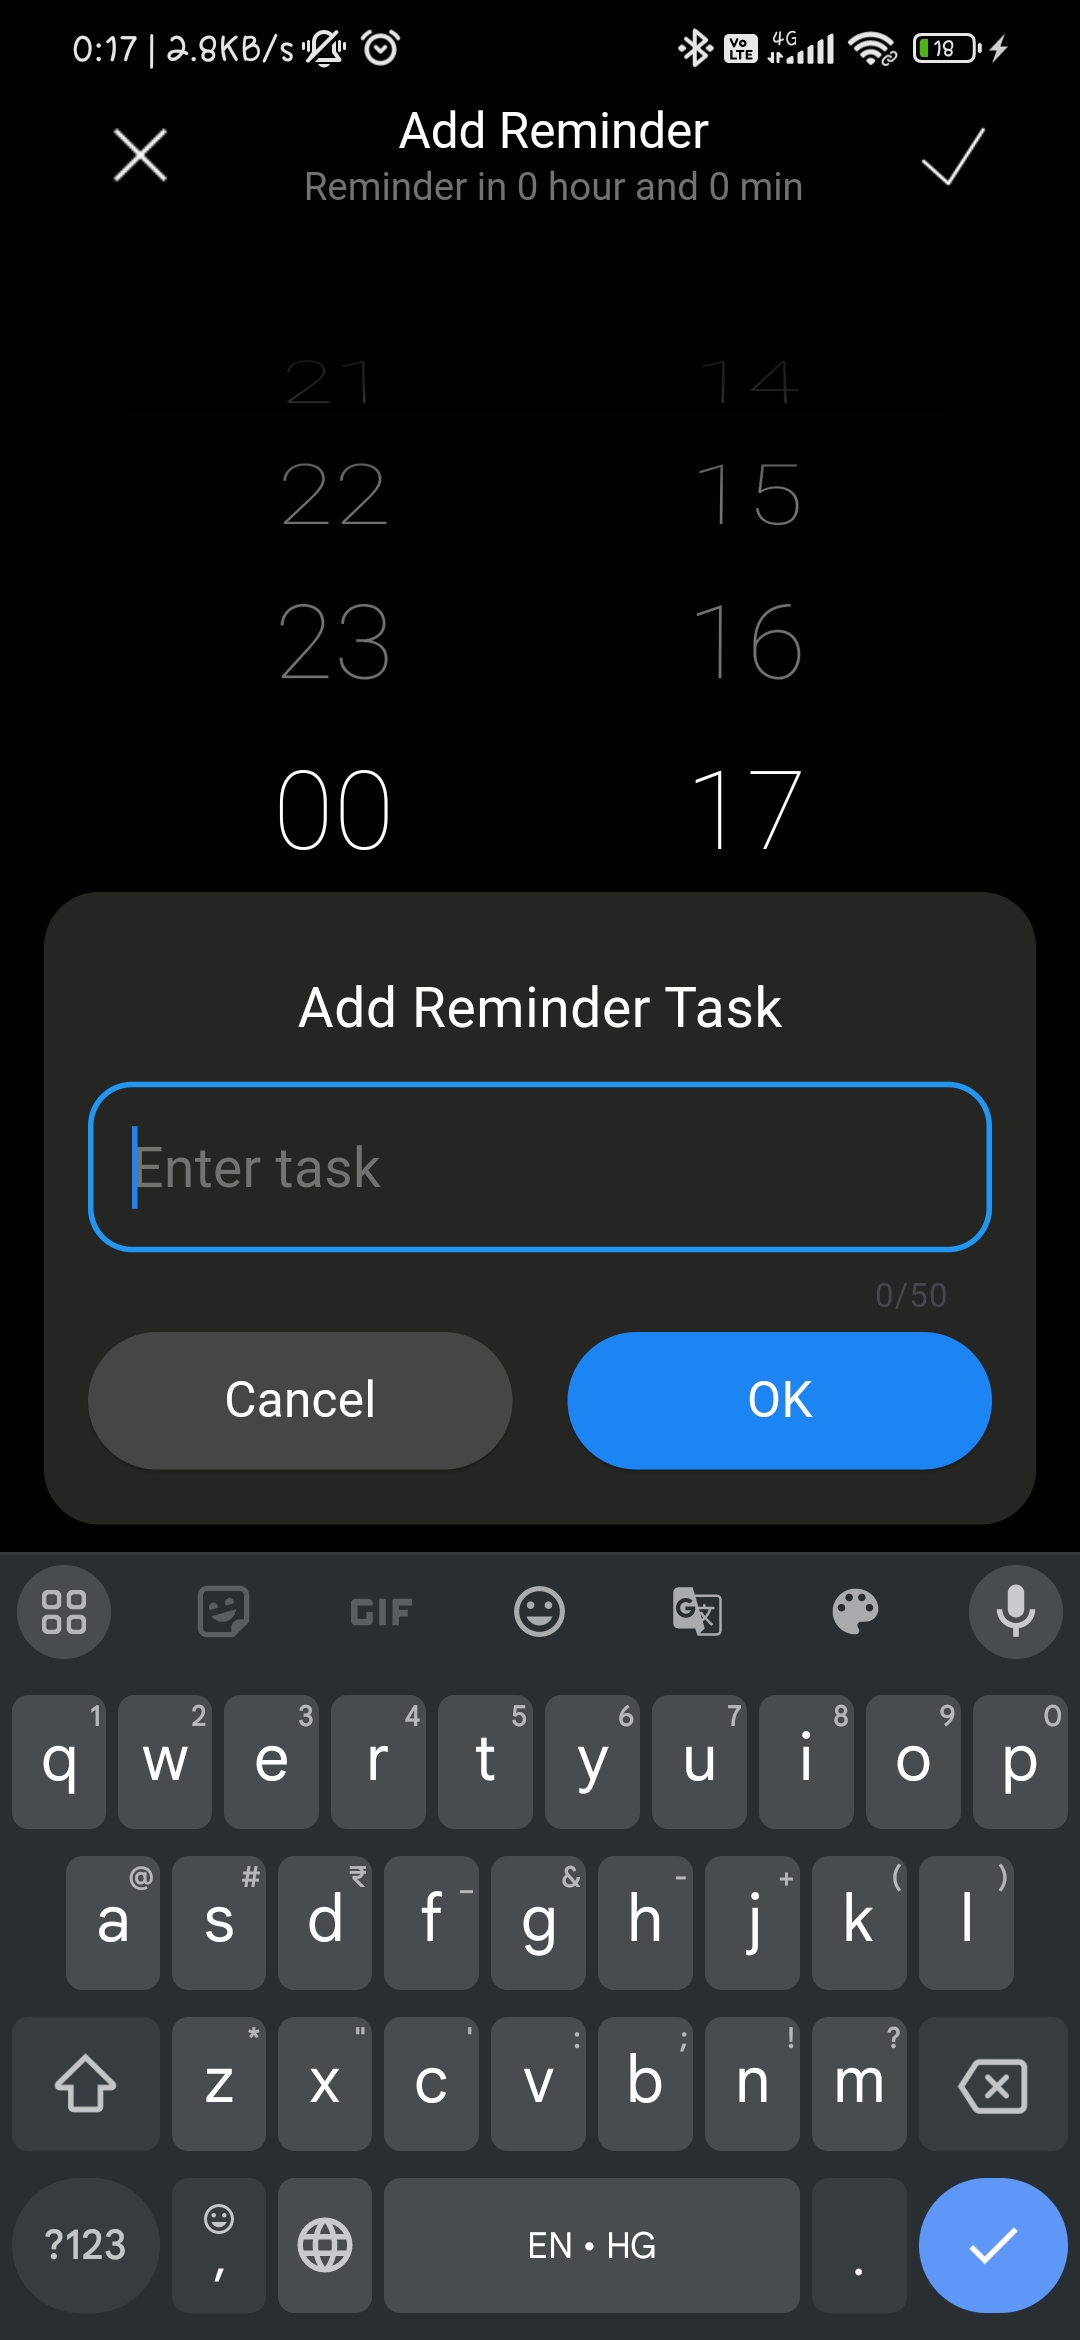 0:17 | 2.8KB/s Vo LTE 4G 18
Add Reminder
Reminder in 0 hour and 0 min
21 14
22 15
23 16
00 17
Add Reminder Task
Enter task
0/50
Cancel OK
GIF G 文
1 2 3 4 5 6 7 8 9 0
q w e r t y u i o p
@ # ₹ _ & - + ( )
a s d f g h j k l
* " ' : ; ! ?
z x c v b n m
?123 , EN • HG .